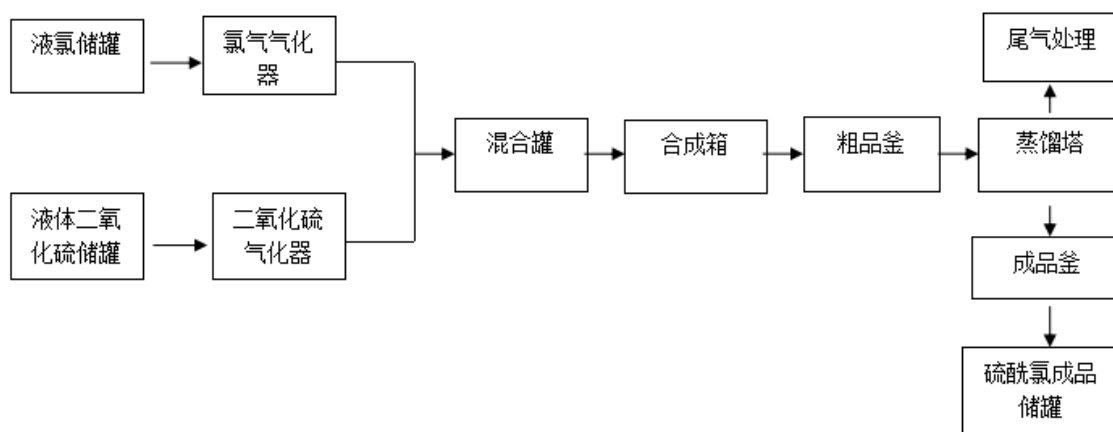 液氯储罐
氯气气化
器
尾气处理
混合罐
合成箱
粗品釜
蒸馏塔
液体二氧
化硫储罐
二氧化硫
气化器
成品釜
硫酰氯成品
储罐